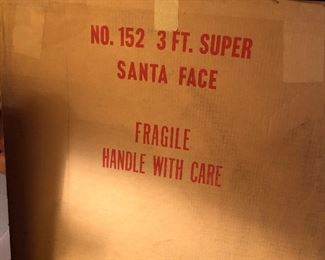 NO. 152 3 FT. SUPER
SANTA FACE
FRAGILE
HANDLE WITH CARE